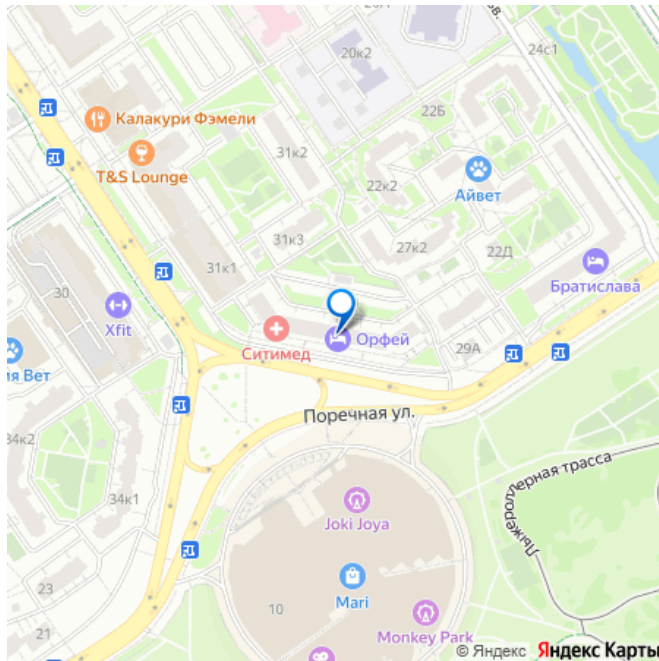 24с1
20к2
Калакури Фэмели
22Б
31к2
T&S Lounge
22к2
Айвет
31к3
27к2
22Д
31к1
30
Братислава
Xfit
Орфей
Ситимед
29А
я Вет
Поречная ул.
34к2
Лыжероллерная трасса
34к1
Joki Joya
23
Mari
10
21
Monkey Park
© Яндекс Яндекс Карты